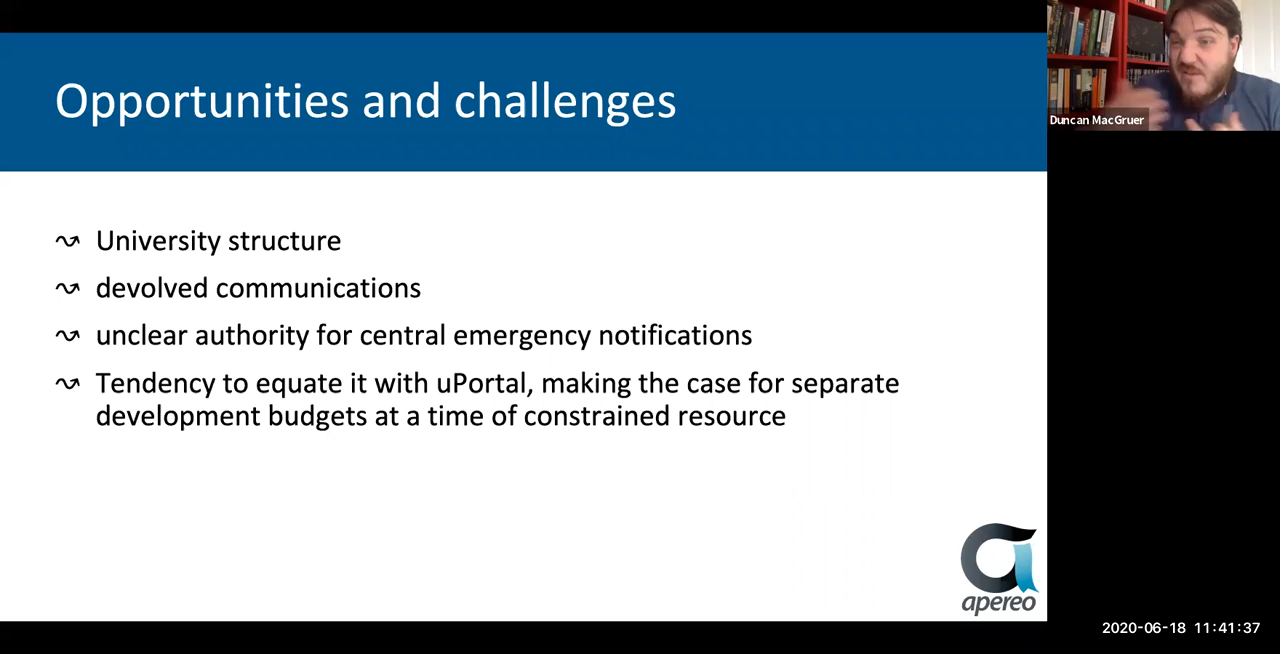 Opportunities and challenges
Duncan MacGruer
University structure
devolved communications
unclear authority for central emergency notifications
Tendency to equate it with uPortal, making the case for separate
development budgets at a time of constrained resource
apereo
2020-06-18 11:41:37